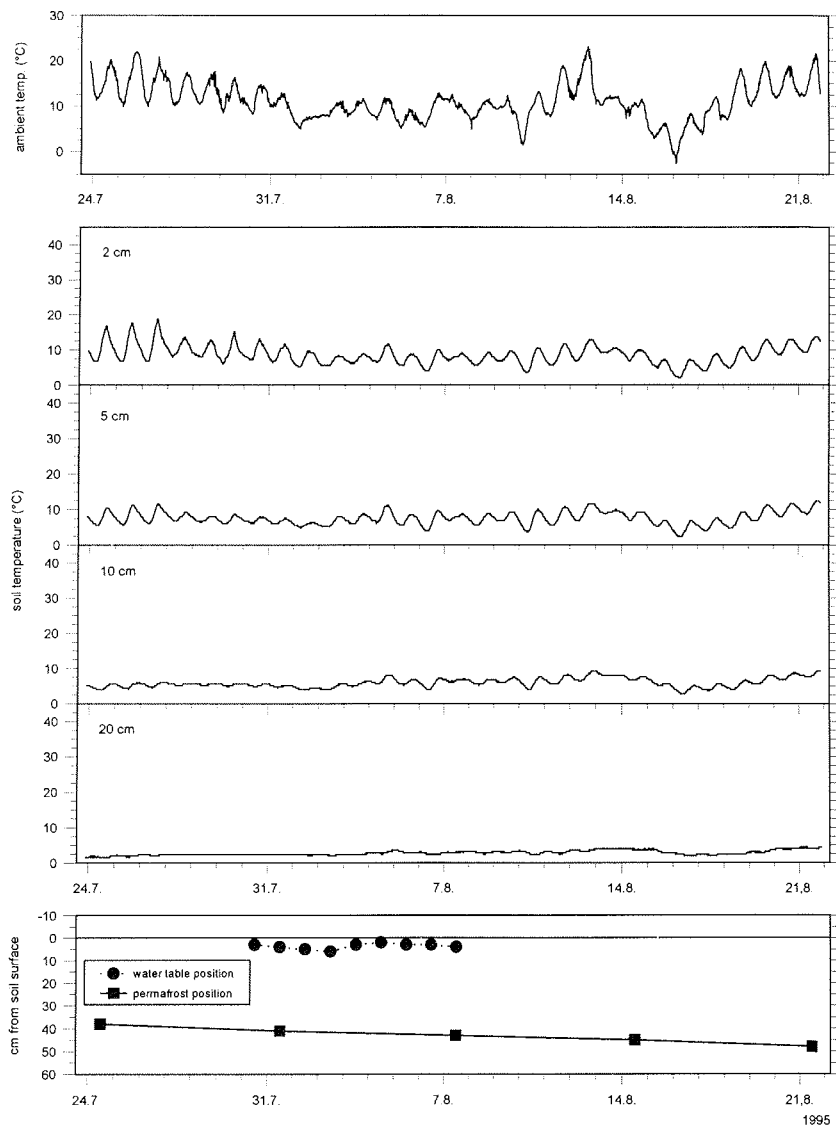 30
20
10
0
ambient temp. (°C)
24.7 31.7. 7.8. 14.8. 21,8.
2 cm
40
30
20
10
0
5 cm
40
30
20
10
0
soil temperature (°C)
10 cm
40
30
20
10
0
20 cm
40
30
20
10
0
24.7. 31.7. 7.8. 14.8. 21.8.
-10
0
10
20
30
40
50
60
cm from soil surface
water table position
permafrost position
24.7 31.7. 7.8. 14.8. 21.8.
1995